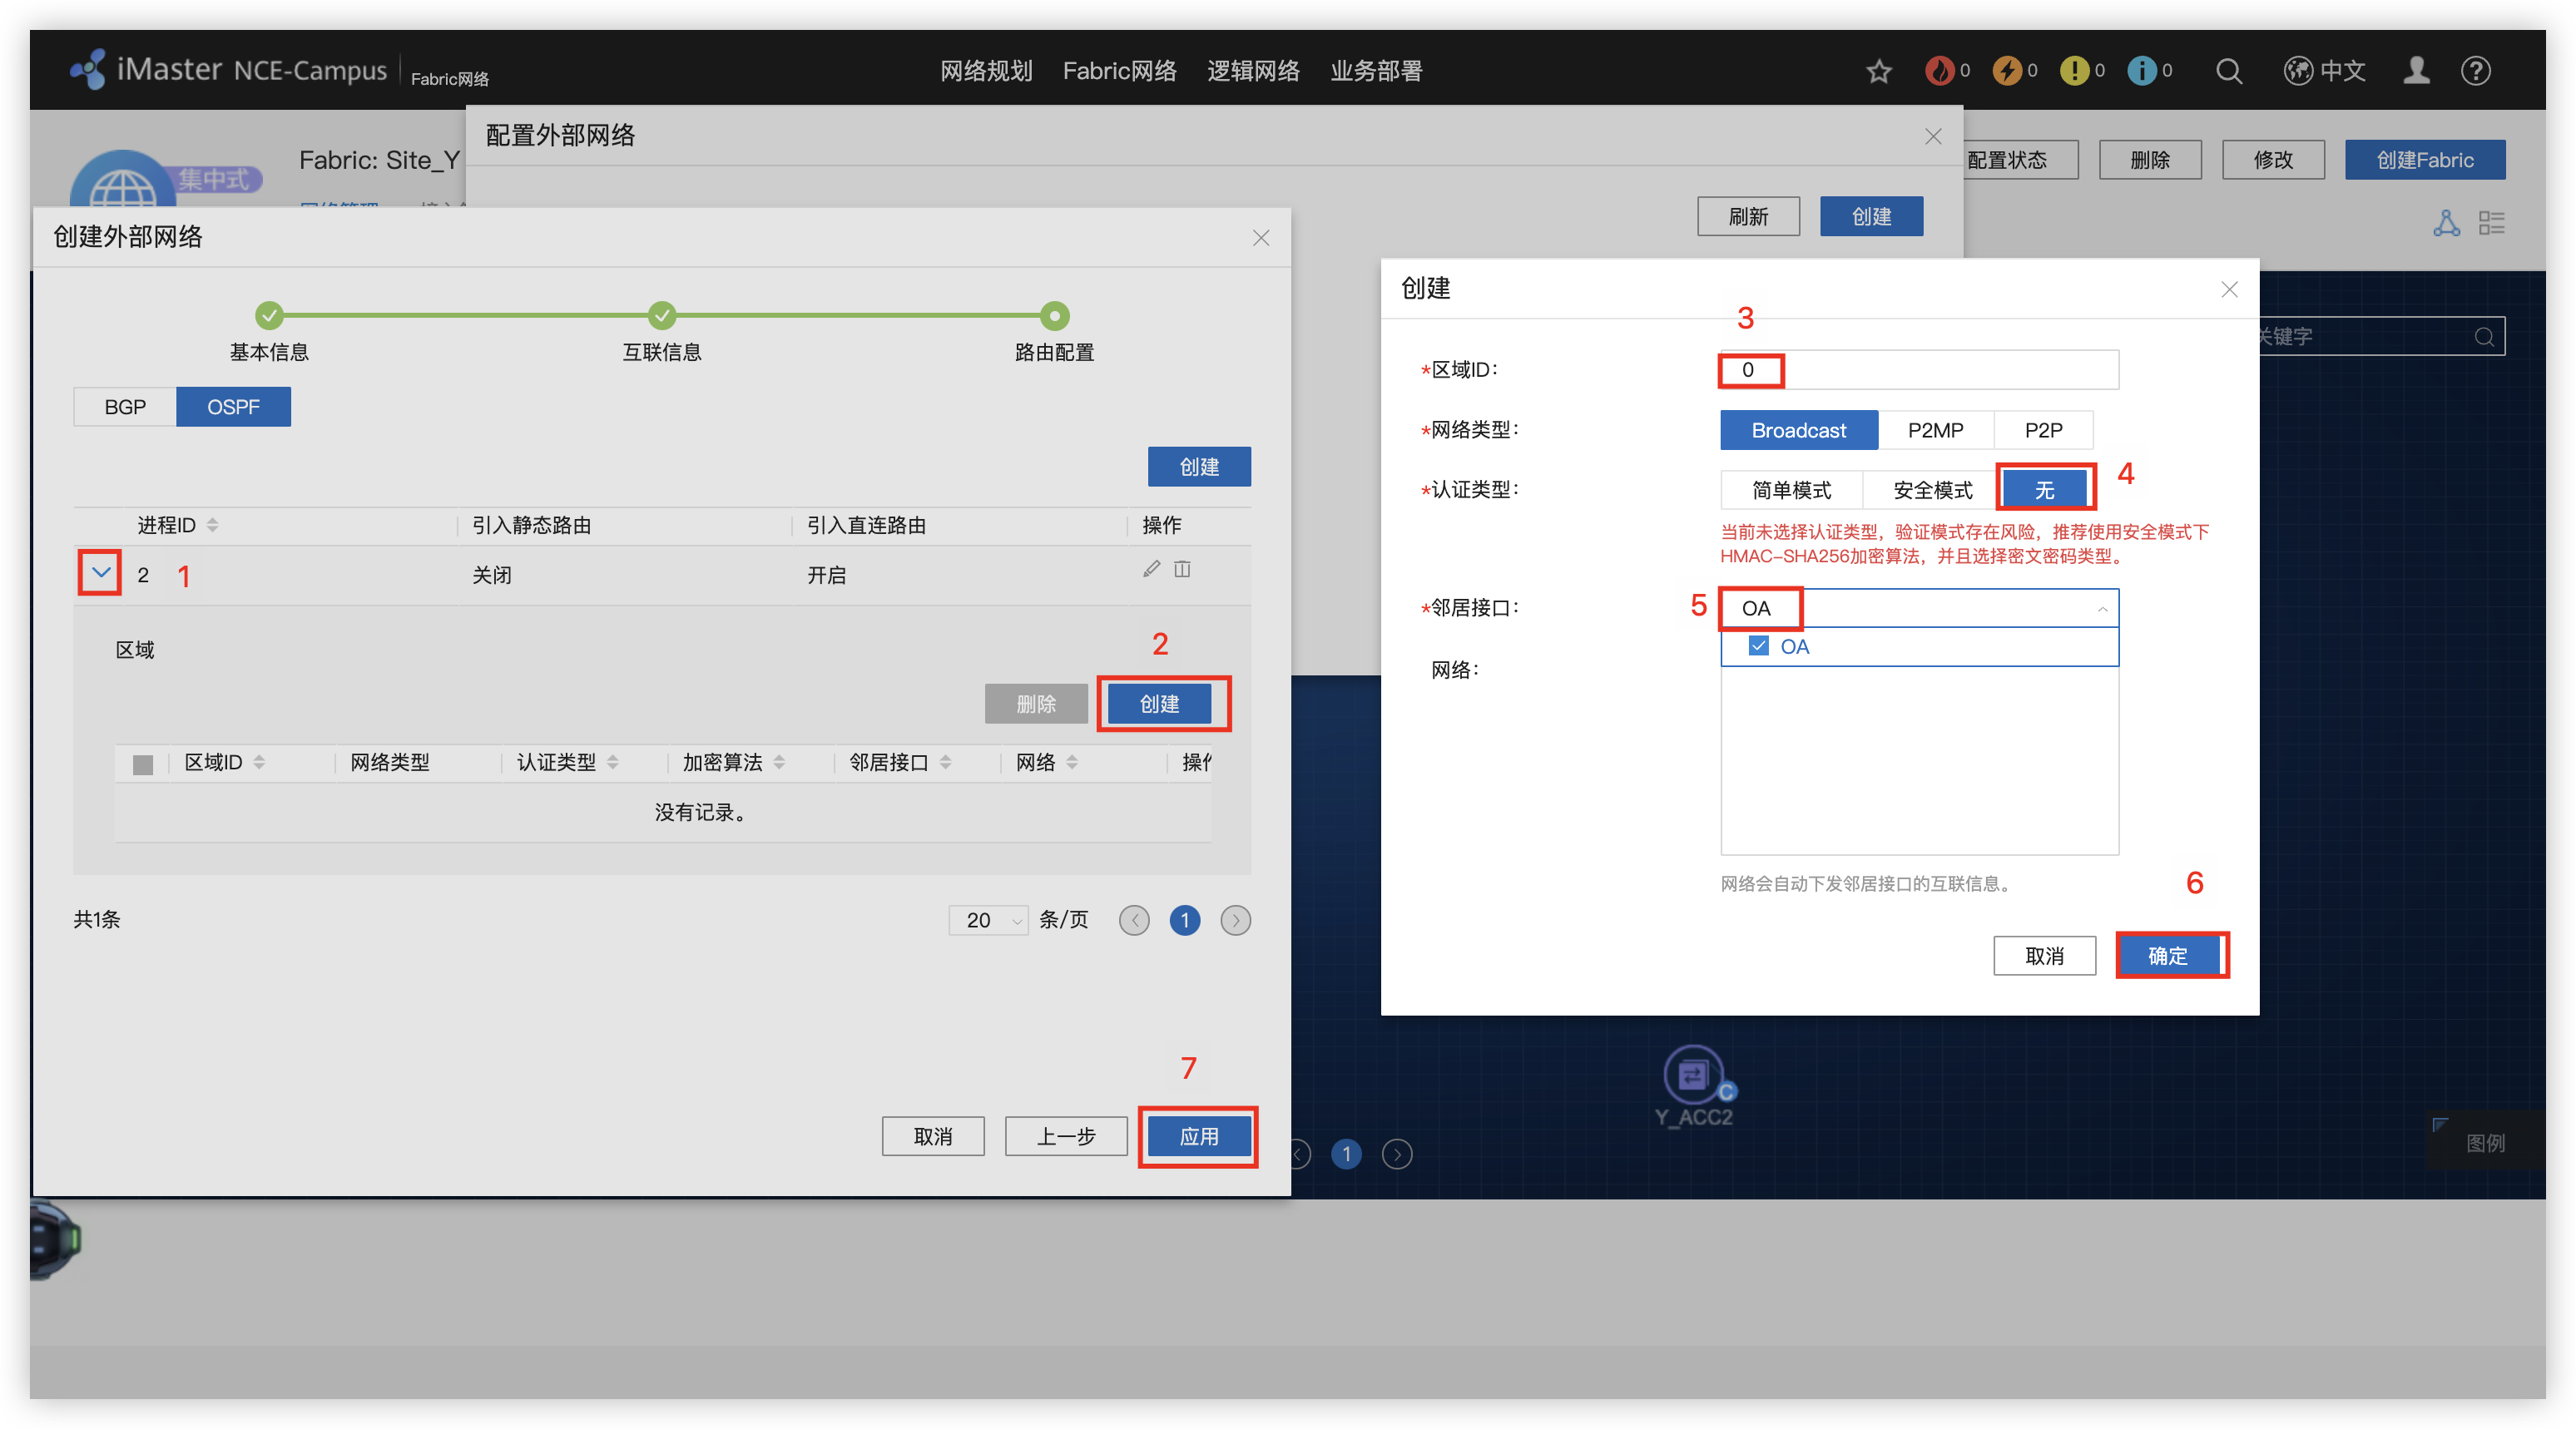 iMaster NCE-Campus Fabric网络
网络规划 Fabric网络 逻辑网络 业务部署
0 0 0 0 中文
Fabric: Site_Y
集中式
配置状态 删除 修改 创建Fabric
配置外部网络
刷新 创建
关键字
创建外部网络
基本信息 互联信息 路由配置
BGP OSPF
创建
进程ID 引入静态路由 引入直连路由 操作
2 1 关闭 开启
区域
2
删除 创建
区域ID 网络类型 认证类型 加密算法 邻居接口 网络
没有记录。
共1条 20 条/页 1
7
取消 上一步 应用
创建
3
*区域ID: 0
*网络类型: Broadcast P2MP P2P
*认证类型: 简单模式 安全模式 无 4
当前未选择认证类型，验证模式存在风险，推荐使用安全模式下
HMAC-SHA256加密算法，并且选择密文密码类型。
*邻居接口: 5 OA
OA
网络:
网络会自动下发邻居接口的互联信息。
6
取消 确定
C
Y_ACC2
1
图例